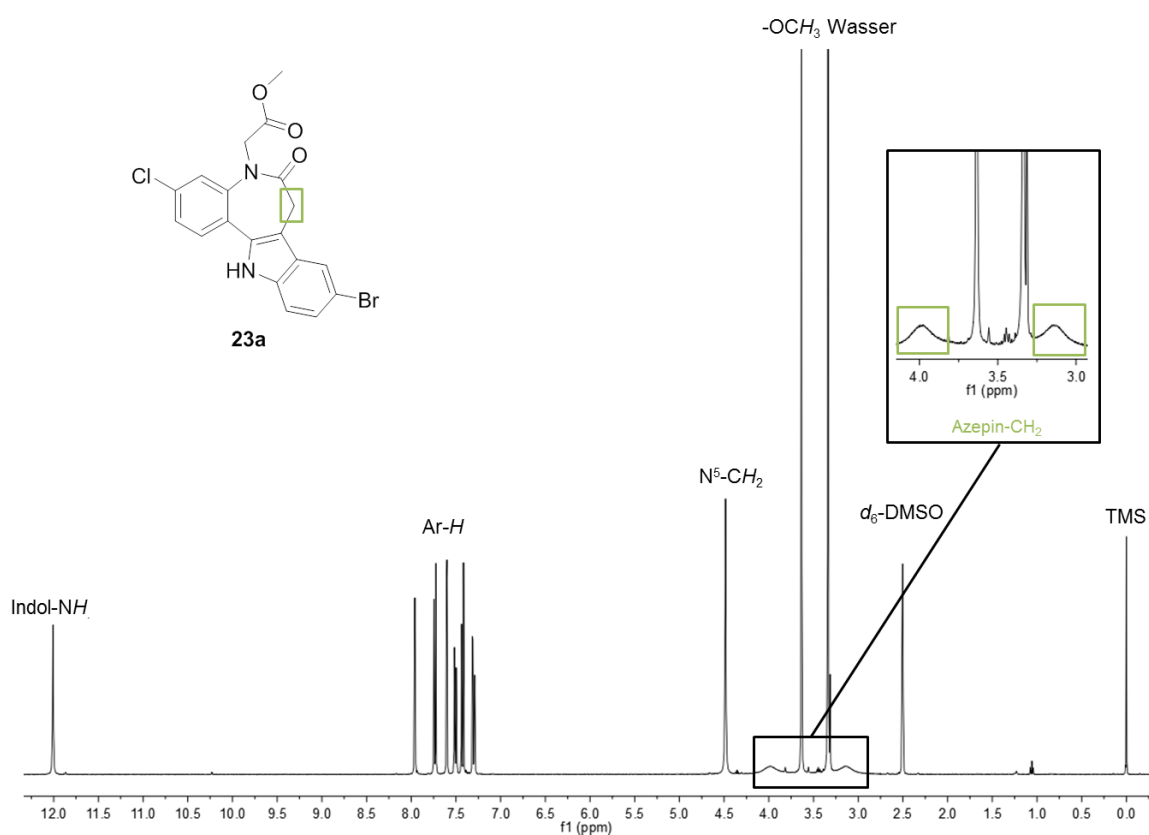 -OCH₃ Wasser
O
O
N
O
Cl
HN
Br
23a
4.0
3.5
3.0
f1 (ppm)
Azepin-CH₂
N⁵-CH₂
d₆-DMSO
TMS
Ar-H
Indol-NH
12.0 11.5 11.0 10.5 10.0 9.5 9.0 8.5 8.0 7.5 7.0 6.5 6.0 5.5 5.0 4.5 4.0 3.5 3.0 2.5 2.0 1.5 1.0 0.5 0.0
f1 (ppm)